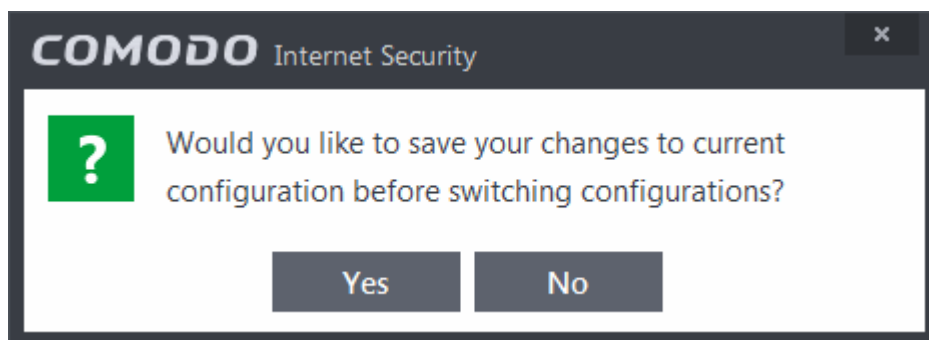 COMODO Internet Security
×
?
Would you like to save your changes to current
configuration before switching configurations?
Yes No